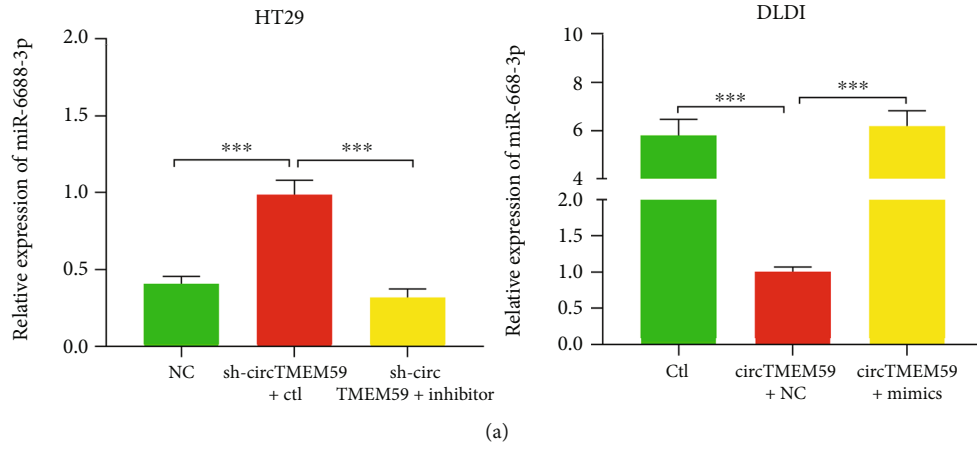 HT29
Relative expression of miR-6688-3p
2.0
1.5
1.0
0.5
0.0
***
***
NC
sh-circTMEM59
+ ctl
sh-circ
TMEM59 + inhibitor
DLDI
Relative expression of miR-668-3p
10
8
6
4
2.0
1.5
1.0
0.5
0.0
***
***
Ctl
circTMEM59
+ NC
circTMEM59
+ mimics
(a)